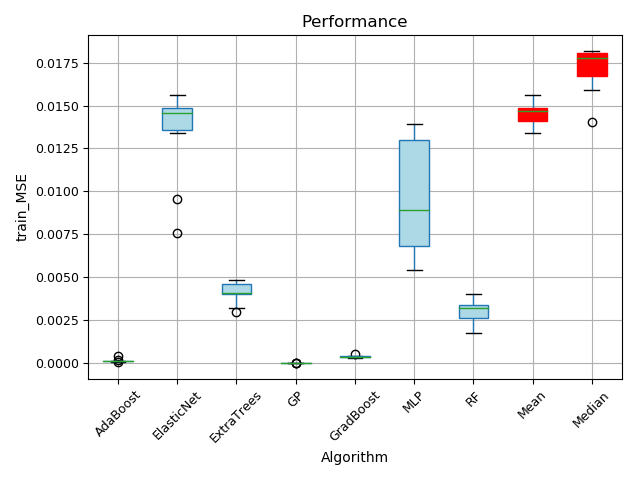 Performance
train_MSE
0.0175
0.0150
0.0125
0.0100
0.0075
0.0050
0.0025
0.0000
AdaBoost
ElasticNet
ExtraTrees
GP
GradBoost
MLP
RF
Mean
Median
Algorithm